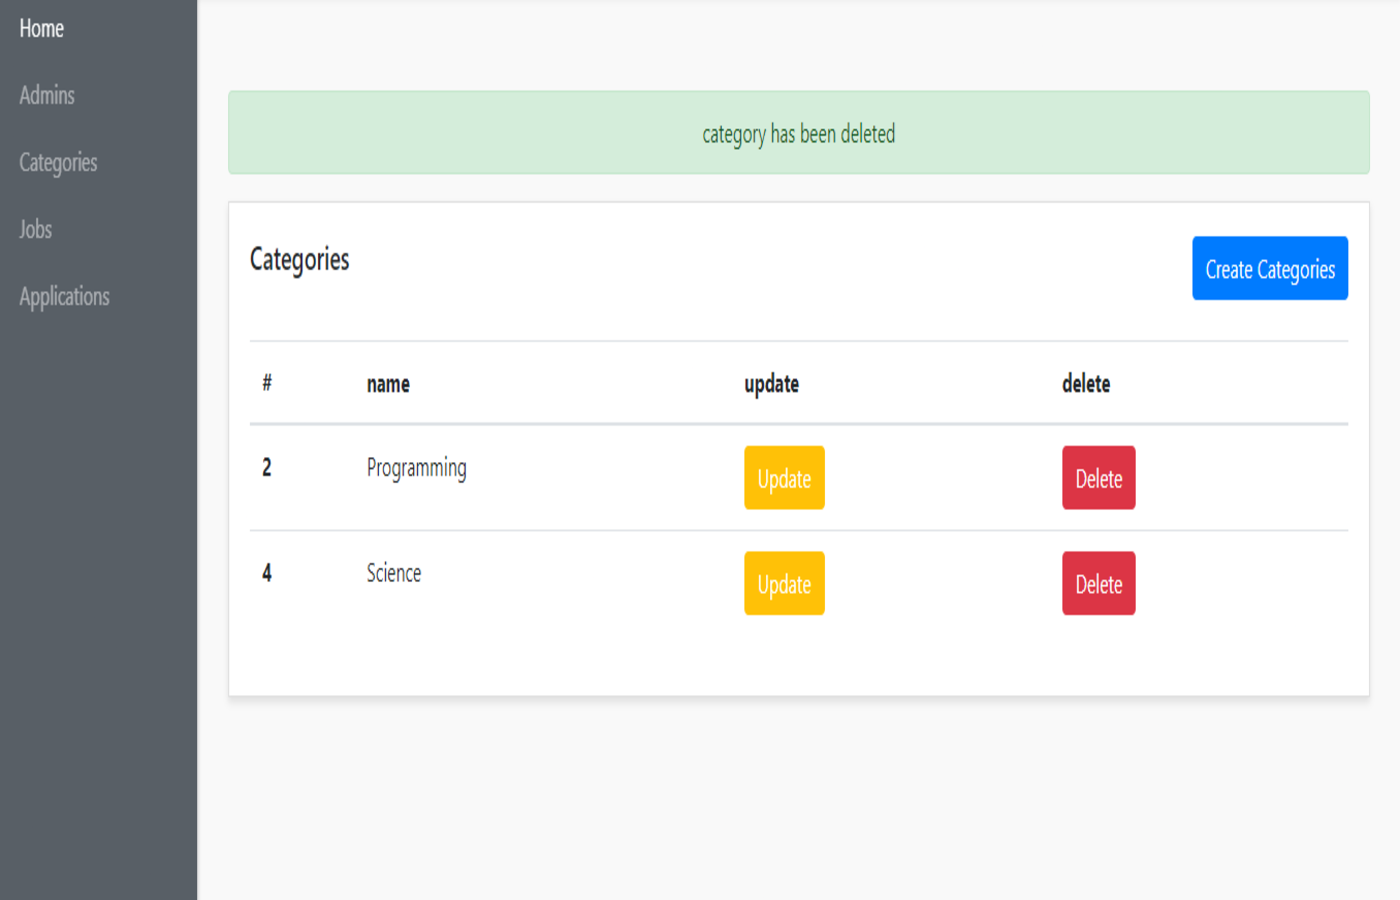 Home
Admins
Categories
Jobs
Applications
category has been deleted
Categories
Create Categories
# name update delete
2 Programming Update Delete
4 Science Update Delete